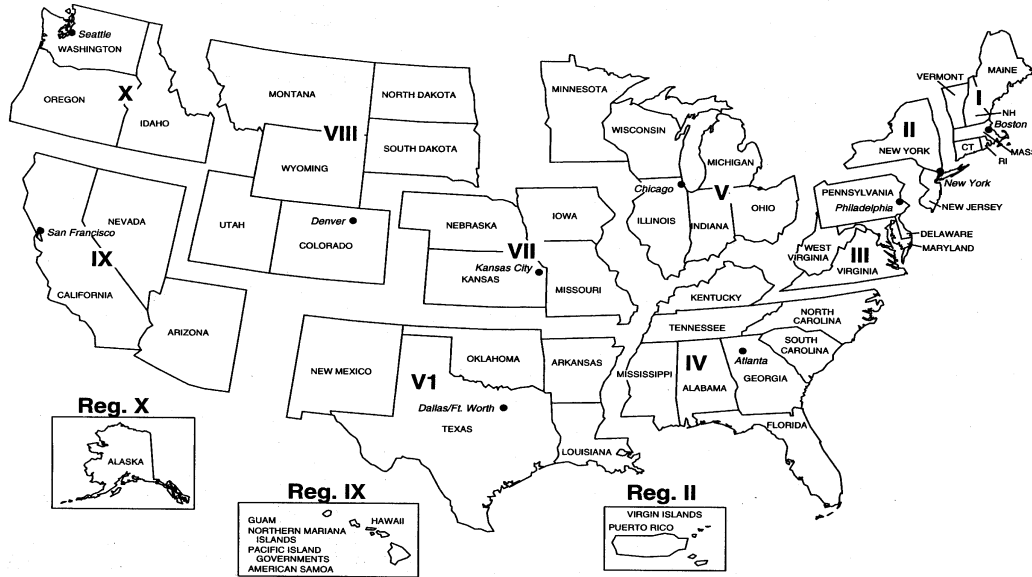 Seattle
WASHINGTON
OREGON
X
IDAHO
MONTANA
NORTH DAKOTA
VIII
SOUTH DAKOTA
WYOMING
UTAH
Denver
COLORADO
NEVADA
San Francisco
IX
CALIFORNIA
ARIZONA
MINNESOTA
WISCONSIN
MICHIGAN
Chicago
V
ILLINOIS
INDIANA
OHIO
NEBRASKA
IOWA
VII
Kansas City
KANSAS
MISSOURI
VERMONT
MAINE
I
NH
Boston
MASS
RI
CT
II
NEW YORK
New York
NEW JERSEY
PENNSYLVANIA
Philadelphia
DELAWARE
MARYLAND
WEST
VIRGINIA
III
VIRGINIA
KENTUCKY
TENNESSEE
NORTH
CAROLINA
SOUTH
CAROLINA
IV
Atlanta
MISSISSIPPI
ALABAMA
GEORGIA
FLORIDA
NEW MEXICO
OKLAHOMA
ARKANSAS
V1
Dallas/Ft. Worth
TEXAS
LOUISIANA
Reg. X
ALASKA
Reg. IX
GUAM
HAWAII
NORTHERN MARIANA
ISLANDS
PACIFIC ISLAND
GOVERNMENTS
AMERICAN SAMOA
Reg. II
VIRGIN ISLANDS
PUERTO RICO